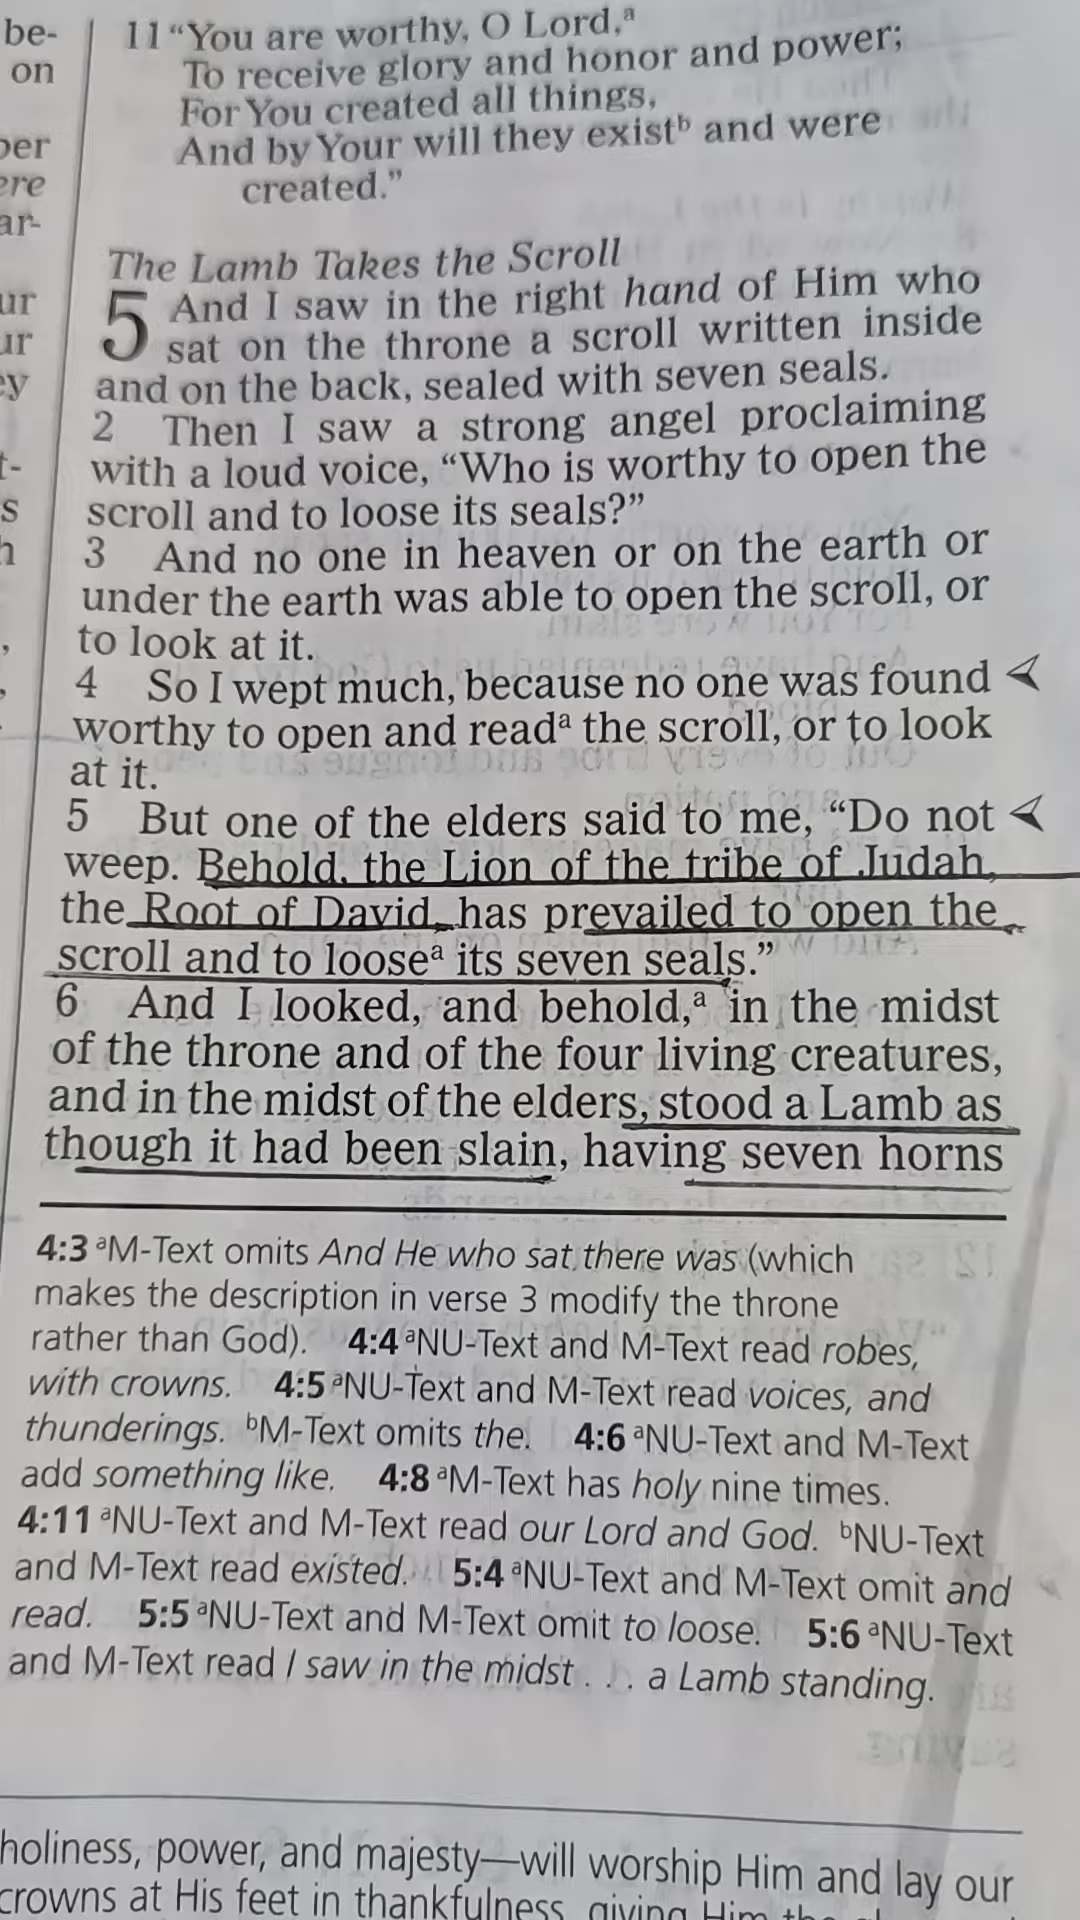 be-
on
ere
ar-
ur
ur
ey
t-
s
h
11 “You are worthy, O Lord,ᵃ
To receive glory and honor and power;
For You created all things,
And by Your will they existᵇ and were
created.”
The Lamb Takes the Scroll
5 And I saw in the right hand of Him who
sat on the throne a scroll written inside
and on the back, sealed with seven seals.
2 Then I saw a strong angel proclaiming
with a loud voice, “Who is worthy to open the
scroll and to loose its seals?”
3 And no one in heaven or on the earth or
under the earth was able to open the scroll, or
to look at it.
4 So I wept much, because no one was found
worthy to open and readᵃ the scroll, or to look
at it.
5 But one of the elders said to me, “Do not
weep. Behold, the Lion of the tribe of Judah,
the Root of David, has prevailed to open the
scroll and to looseᵃ its seven seals.”
6 And I looked, and behold,ᵃ in the midst
of the throne and of the four living creatures,
and in the midst of the elders, stood a Lamb as
though it had been slain, having seven horns
4:3 ᵃM-Text omits And He who sat there was (which
makes the description in verse 3 modify the throne
rather than God). 4:4 ᵃNU-Text and M-Text read robes,
with crowns. 4:5 ᵃNU-Text and M-Text read voices, and
thunderings. ᵇM-Text omits the. 4:6 ᵃNU-Text and M-Text
add something like. 4:8 ᵃM-Text has holy nine times.
4:11 ᵃNU-Text and M-Text read our Lord and God. ᵇNU-Text
and M-Text read existed. 5:4 ᵃNU-Text and M-Text omit and
read. 5:5 ᵃNU-Text and M-Text omit to loose. 5:6 ᵃNU-Text
and M-Text read I saw in the midst . . . a Lamb standing.
holiness, power, and majesty—will worship Him and lay our
crowns at His feet in thankfulness, giving Him the